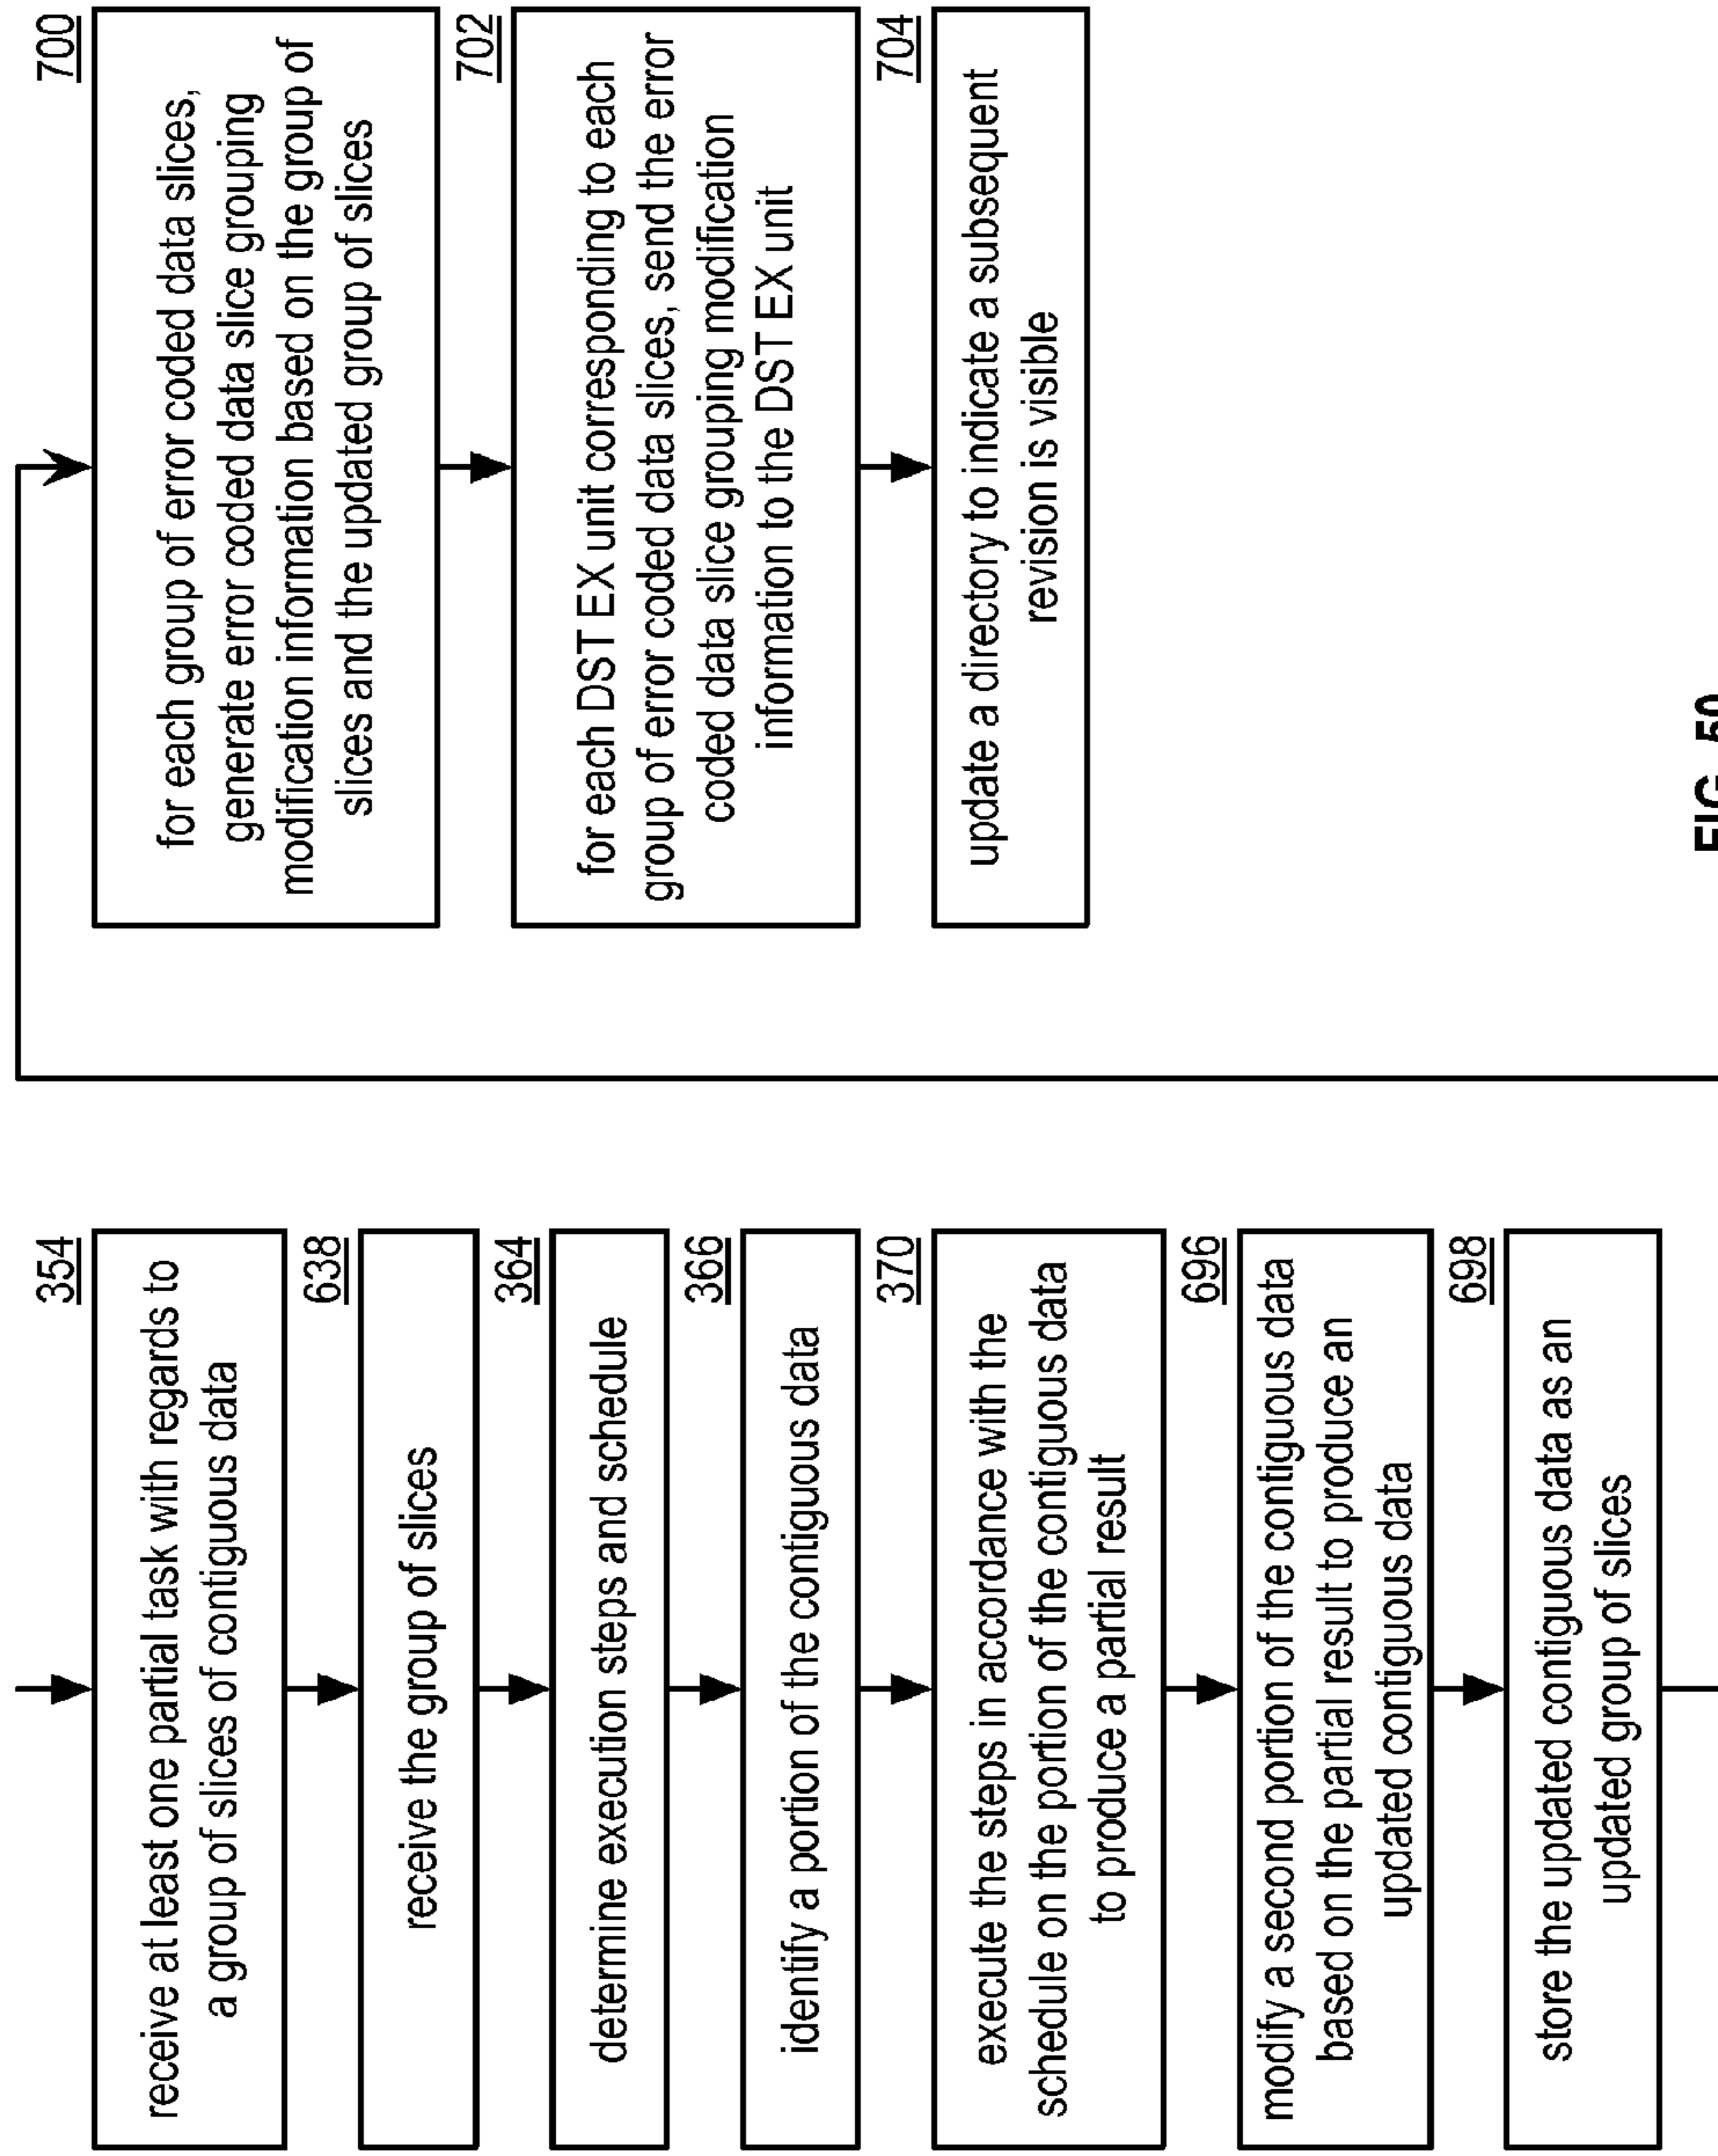 354
receive at least one partial task with regards to
a group of slices of contiguous data
638
receive the group of slices
364
determine execution steps and schedule
366
identify a portion of the contiguous data
370
execute the steps in accordance with the
schedule on the portion of the contiguous data
to produce a partial result
696
modify a second portion of the contiguous data
based on the partial result to produce an
updated contiguous data
698
store the updated contiguous data as an
updated group of slices
700
for each group of error coded data slices,
generate error coded data slice grouping
modification information based on the group of
slices and the updated group of slices
702
for each DST EX unit corresponding to each
group of error coded data slices, send the error
coded data slice grouping modification
information to the DST EX unit
704
update a directory to indicate a subsequent
revision is visible
FIG. 50